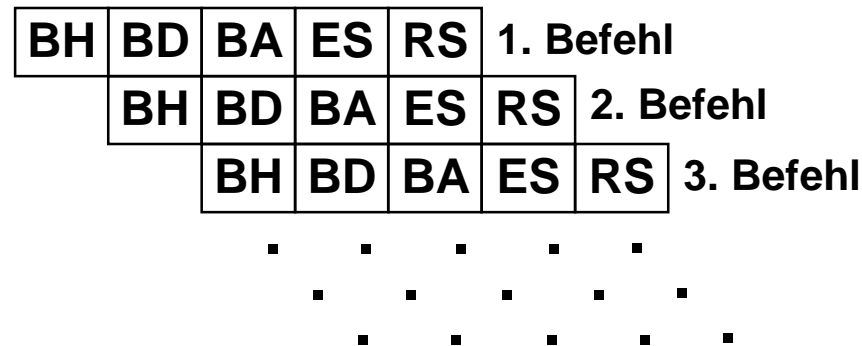 BH BD BA ES RS 1. Befehl
BH BD BA ES RS 2. Befehl
BH BD BA ES RS 3. Befehl